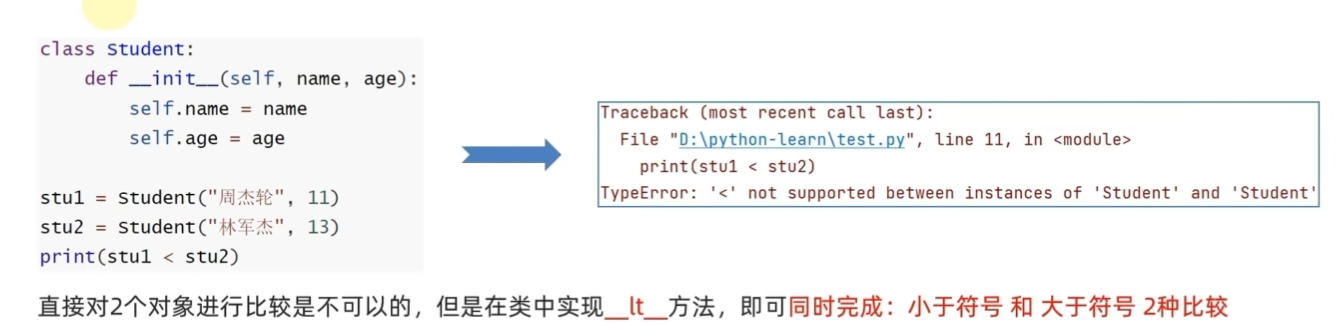 class Student:
    def __init__(self, name, age):
        self.name = name
        self.age = age
stu1 = Student("周杰轮", 11)
stu2 = Student("林军杰", 13)
print(stu1 < stu2)
Traceback (most recent call last):
  File "D:\python-learn\test.py", line 11, in <module>
    print(stu1 < stu2)
TypeError: '<' not supported between instances of 'Student' and 'Student'
直接对2个对象进行比较是不可以的，但是在类中实现__lt__方法，即可同时完成：小于符号 和 大于符号 2种比较